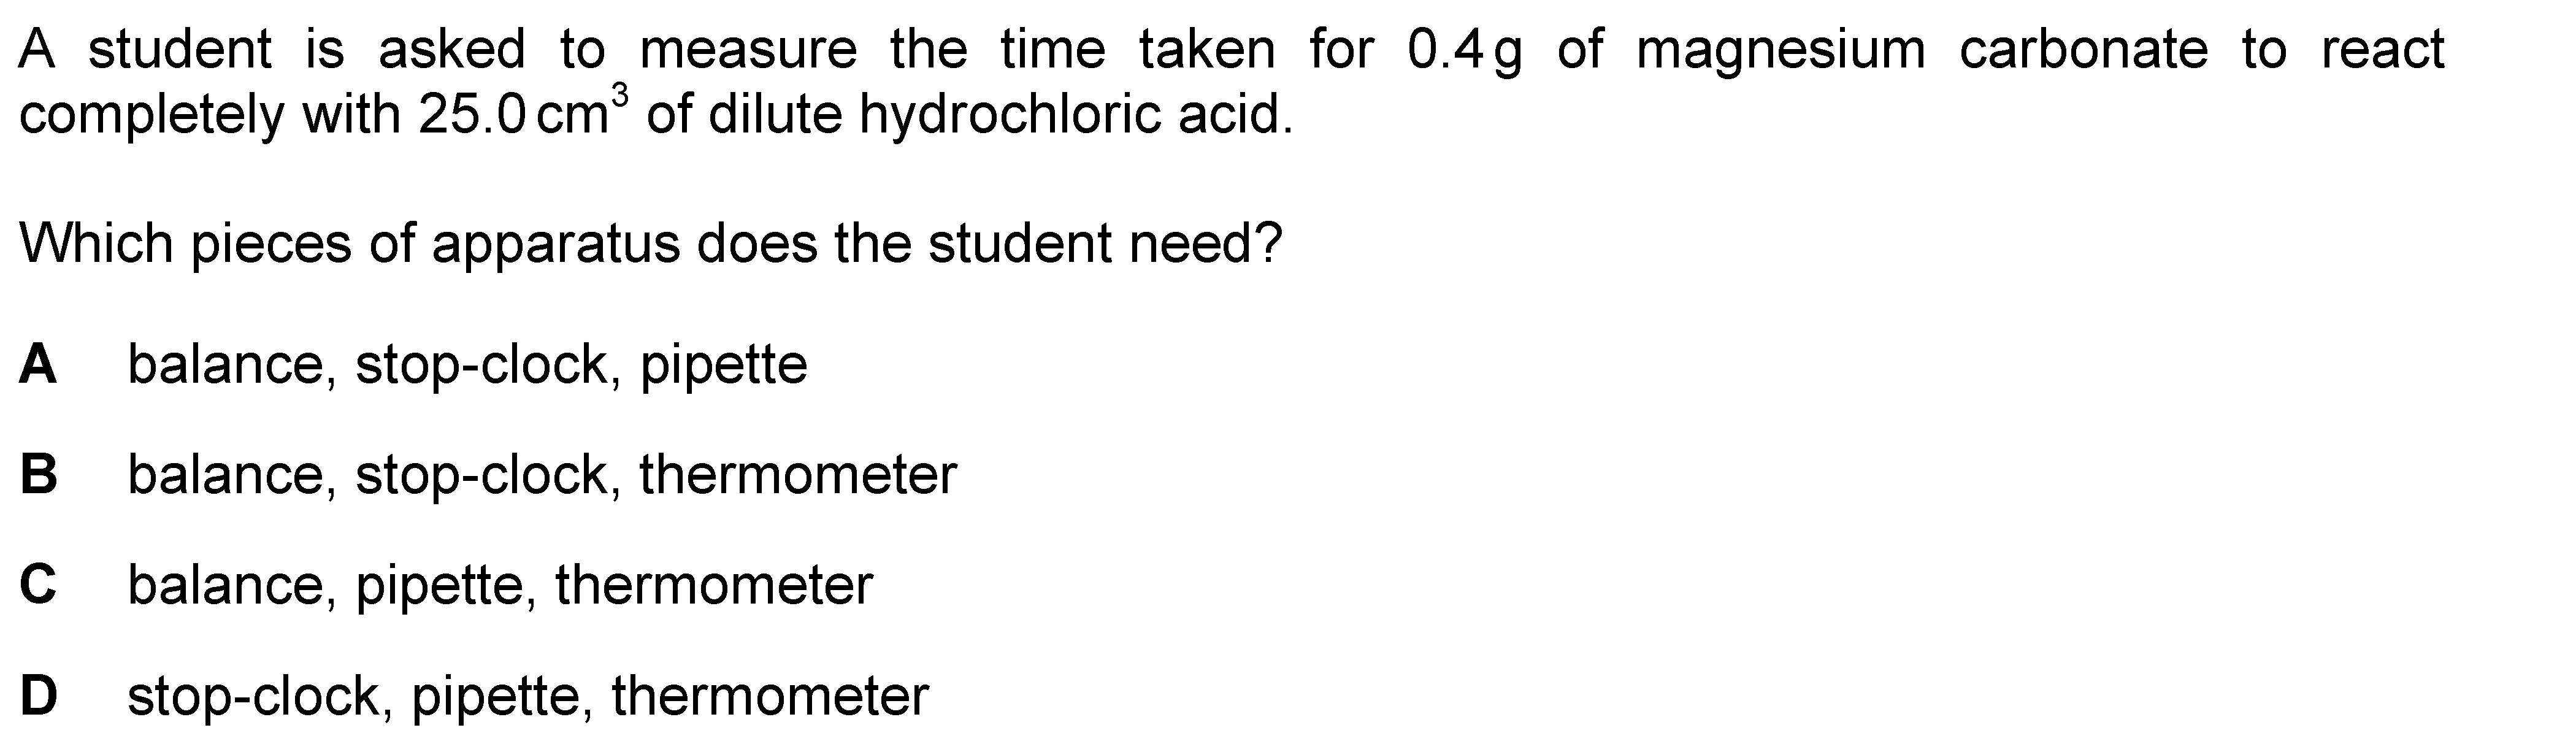 A student is asked to measure the time taken for 0.4 g of magnesium carbonate to react
completely with 25.0 cm³ of dilute hydrochloric acid.
Which pieces of apparatus does the student need?
A balance, stop-clock, pipette
B balance, stop-clock, thermometer
C balance, pipette, thermometer
D stop-clock, pipette, thermometer